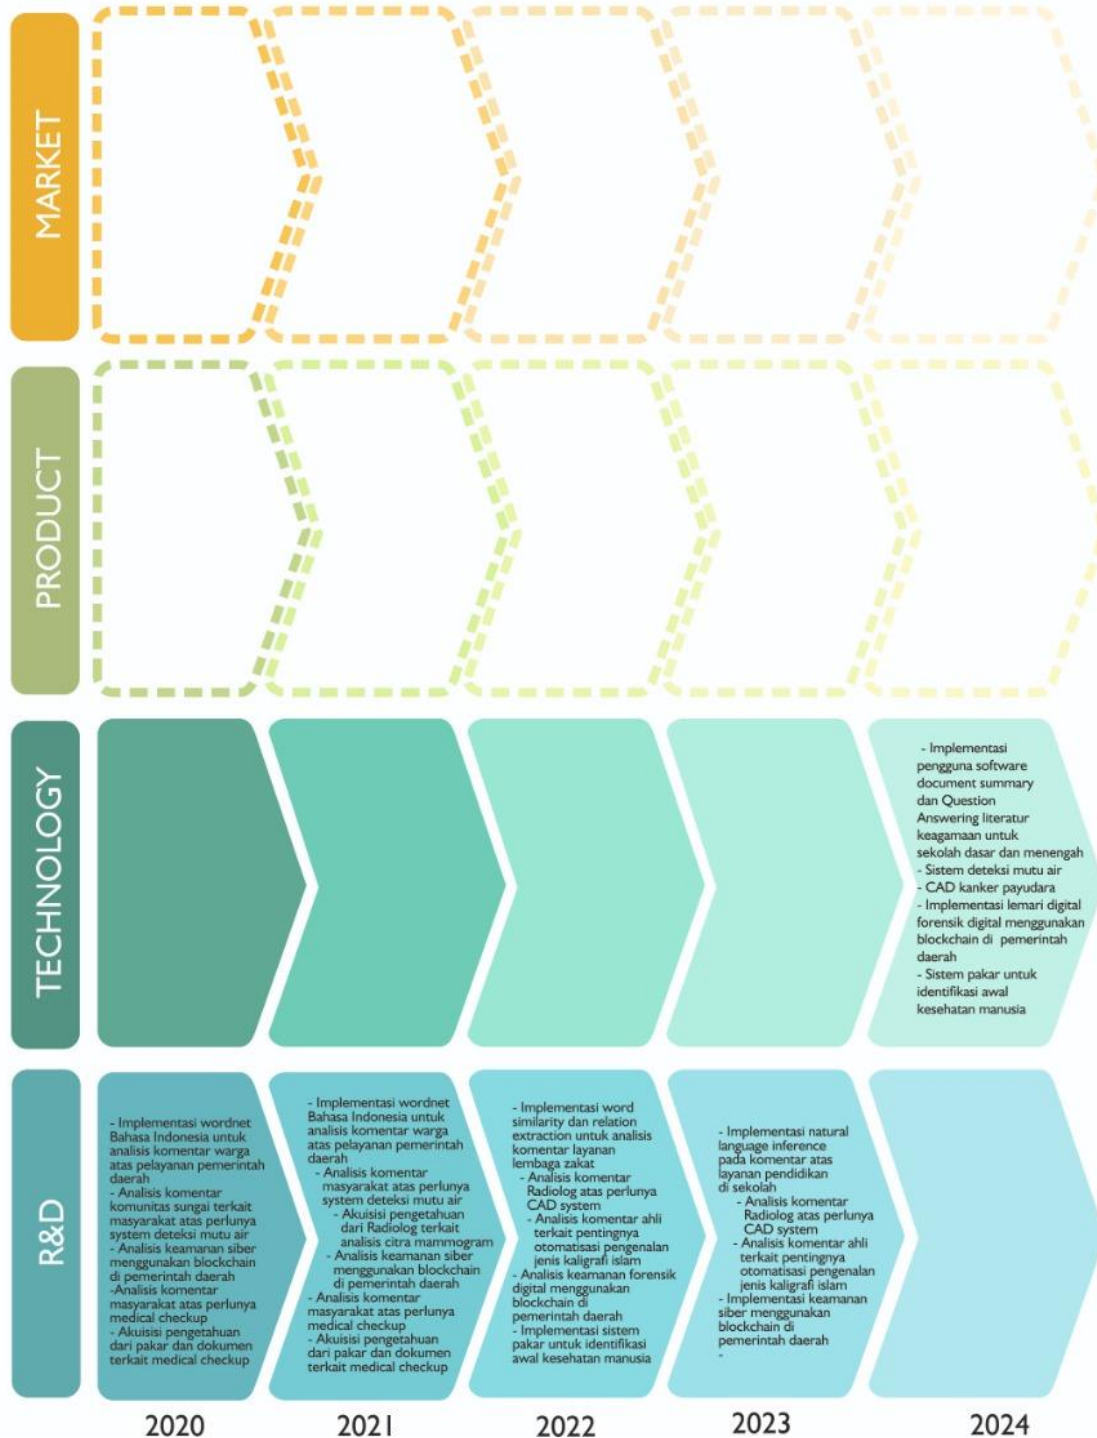 MARKET
PRODUCT
TECHNOLOGY
- Implementasi
pengguna software
document summary
dan Question
Answering literatur
keagamaan untuk
sekolah dasar dan menengah
- Sistem deteksi mutu air
- CAD kanker payudara
- Implementasi lemari digital
forensik digital menggunakan
blockchain di pemerintah
daerah
- Sistem pakar untuk
identifikasi awal
kesehatan manusia
R&D
- Implementasi wordnet
Bahasa Indonesia untuk
analisis komentar warga
atas pelayanan pemerintah
daerah
- Analisis komentar
komunitas sungai terkait
masyarakat atas perlunya
system deteksi mutu air
- Analisis keamanan siber
menggunakan blockchain
di pemerintah daerah
-Analisis komentar
masyarakat atas perlunya
medical checkup
- Akuisisi pengetahuan
dari pakar dan dokumen
terkait medical checkup
- Implementasi wordnet
Bahasa Indonesia untuk
analisis komentar warga
atas pelayanan pemerintah
daerah
- Analisis komentar
masyarakat atas perlunya
system deteksi mutu air
- Akuisisi pengetahuan
dari Radiolog terkait
analisis citra mammogram
- Analisis keamanan siber
menggunakan blockchain
di pemerintah daerah
- Analisis komentar
masyarakat atas perlunya
medical checkup
- Akuisisi pengetahuan
dari pakar dan dokumen
terkait medical checkup
- Implementasi word
similarity dan relation
extraction untuk analisis
komentar layanan
lembaga zakat
- Analisis komentar
Radiolog atas perlunya
CAD system
- Analisis komentar ahli
terkait pentingnya
otomatisasi pengenalan
jenis kaligrafi islam
- Analisis keamanan forensik
digital menggunakan
blockchain di
pemerintah daerah
- Implementasi sistem
pakar untuk identifikasi
awal kesehatan manusia
- Implementasi natural
language inference
pada komentar atas
layanan pendidikan
di sekolah
- Analisis komentar
Radiolog atas perlunya
CAD system
- Analisis komentar ahli
terkait pentingnya
otomatisasi pengenalan
jenis kaligrafi islam
- Implementasi keamanan
siber menggunakan
blockchain di
pemerintah daerah
-
2020
2021
2022
2023
2024